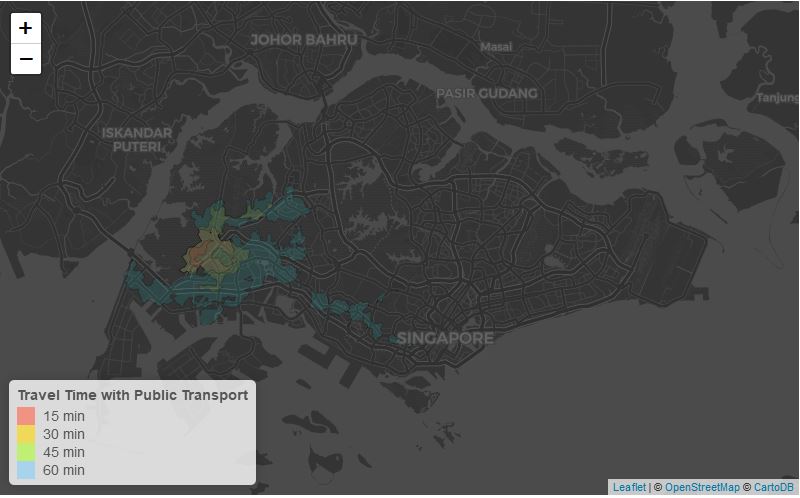 +
−
JOHOR BAHRU
Masai
PASIR GUDANG
Tanjung
ISKANDAR
PUTERI
SINGAPORE
Travel Time with Public Transport
15 min
30 min
45 min
60 min
Leaflet | © OpenStreetMap © CartoDB